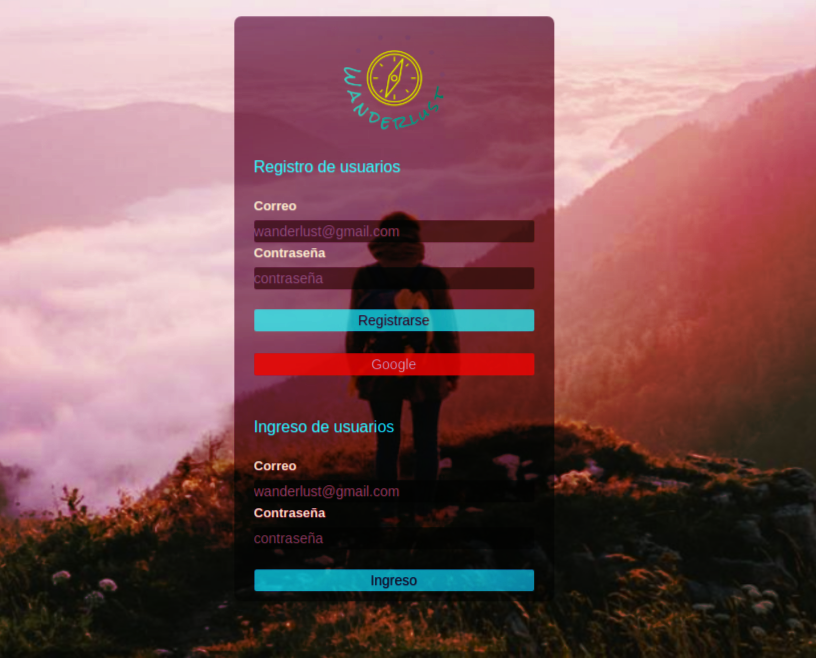 WANDERLUST
Registro de usuarios
Correo
wanderlust@gmail.com
Contraseña
contraseña
Registrarse
Google
Ingreso de usuarios
Correo
wanderlust@gmail.com
Contraseña
contraseña
Ingreso